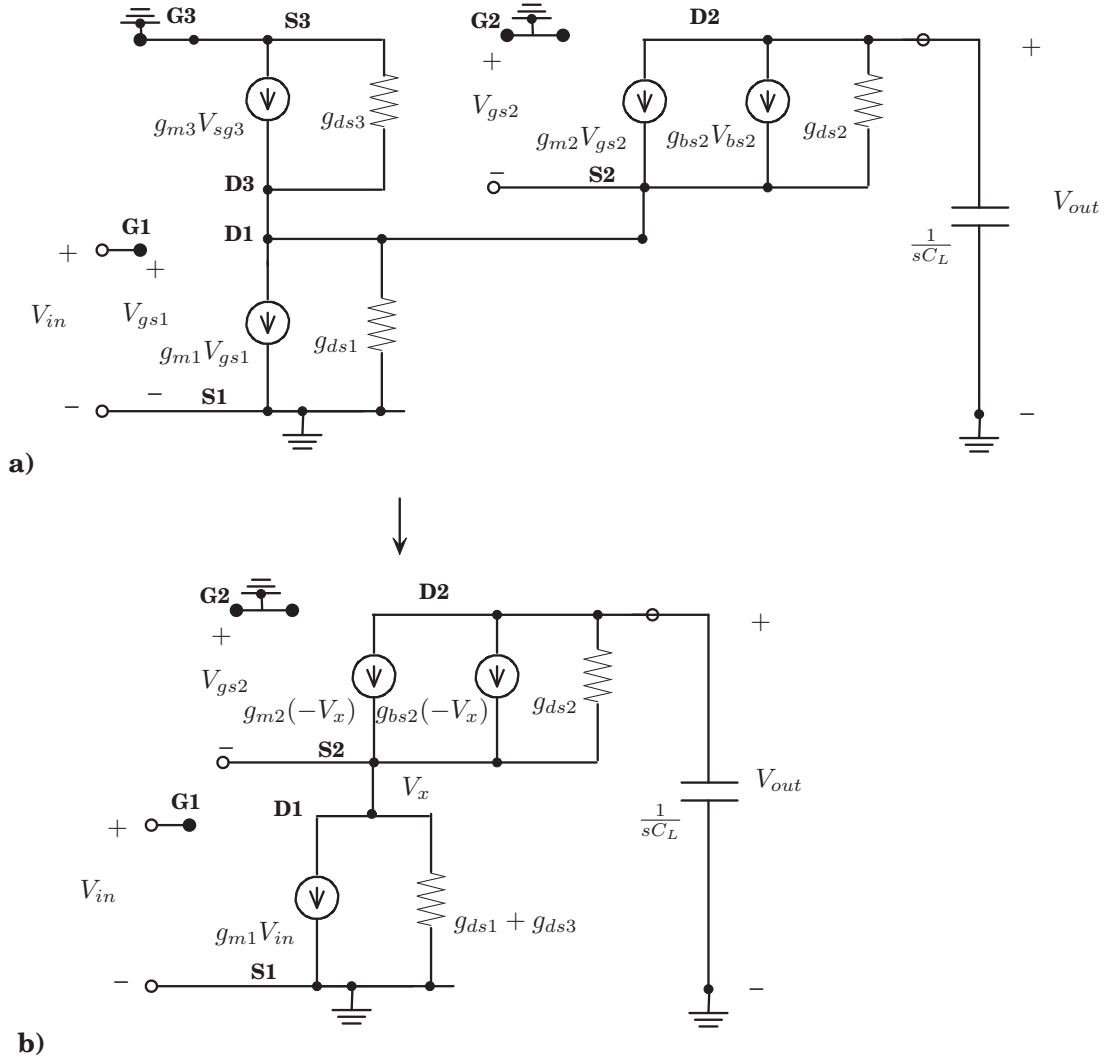 G3
S3
G2
D2
+
+
g_{m3}V_{sg3}
g_{ds3}
V_{gs2}
g_{m2}V_{gs2}
g_{bs2}V_{bs2}
g_{ds2}
D3
−
S2
V_{out}
G1
D1
+
+
\frac{1}{sC_L}
V_{in}
V_{gs1}
g_{m1}V_{gs1}
g_{ds1}
−
−
S1
−
a)
G2
D2
+
+
V_{gs2}
g_{m2}(−V_x)
g_{bs2}(−V_x)
g_{ds2}
−
S2
V_x
V_{out}
G1
D1
+
\frac{1}{sC_L}
V_{in}
g_{m1}V_{in}
g_{ds1} + g_{ds3}
−
S1
−
b)